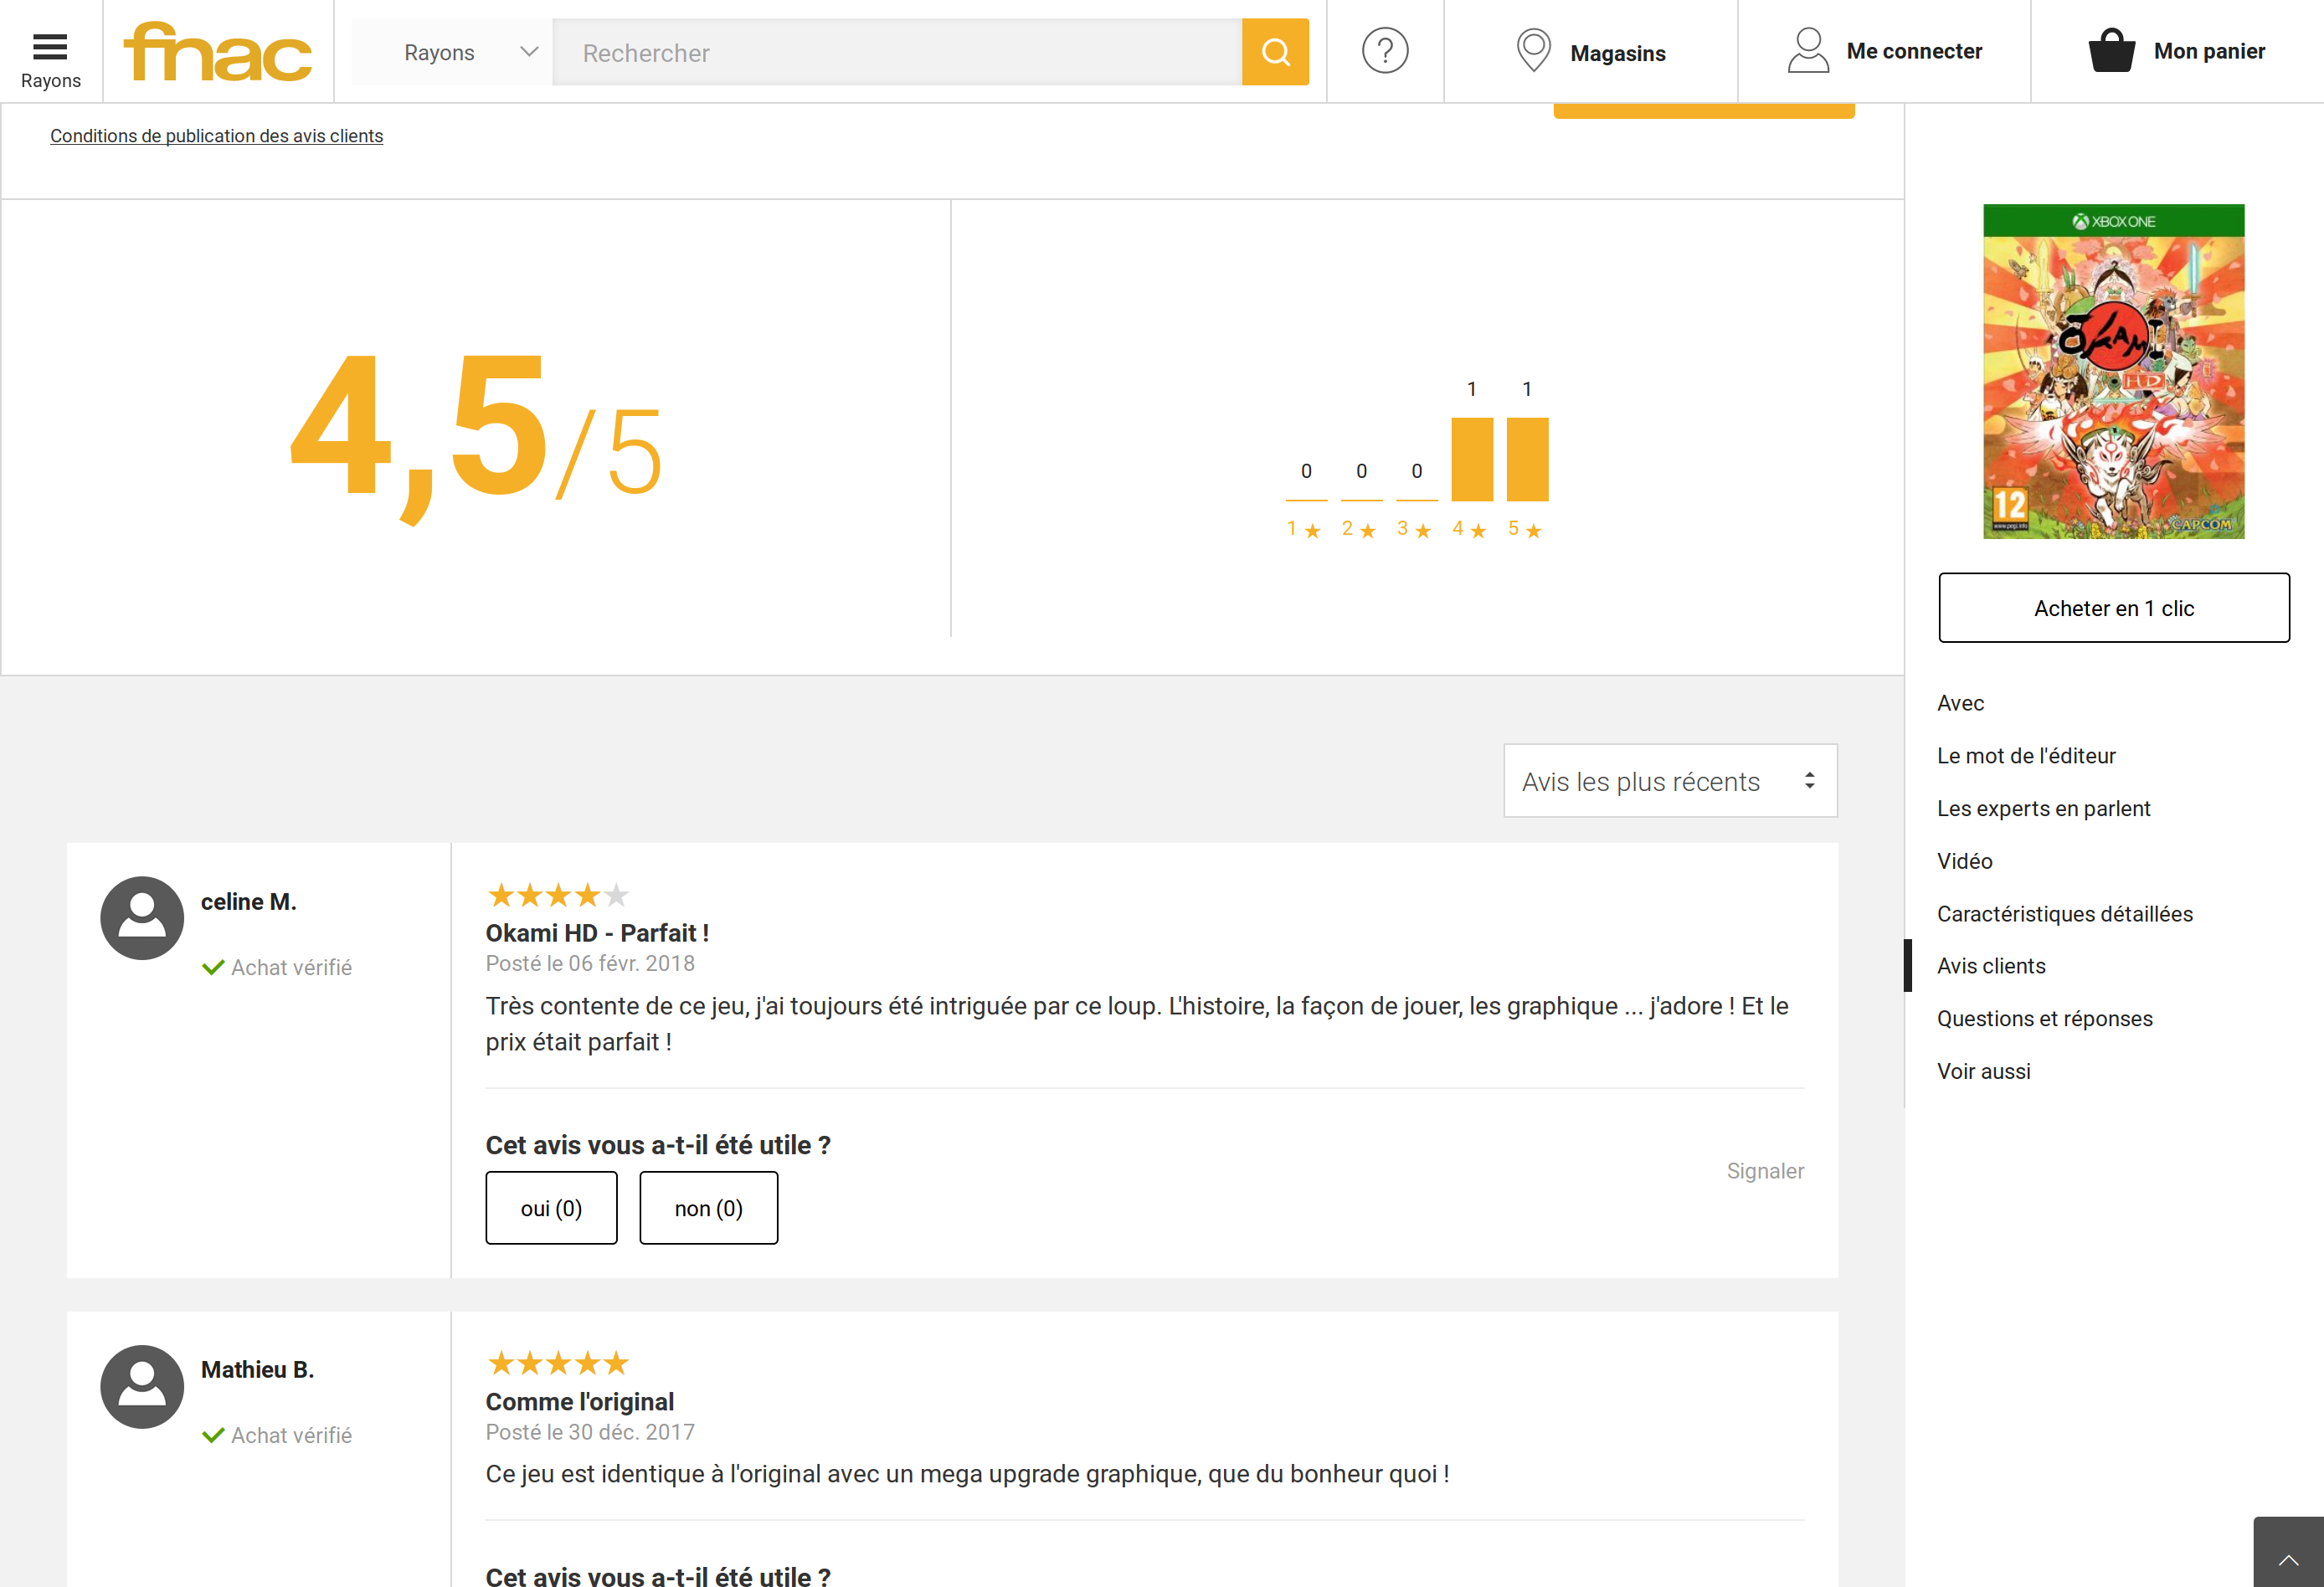 Rayons
fnac
Rayons
Rechercher
?
Magasins
Me connecter
Mon panier
Conditions de publication des avis clients
4,5/5
0 0 0 1 1
1 ★ 2 ★ 3 ★ 4 ★ 5 ★
XBOX ONE
ŌKAMI
HD
12
www.pegi.info
CAPCOM
Acheter en 1 clic
Avec
Le mot de l'éditeur
Les experts en parlent
Vidéo
Caractéristiques détaillées
Avis clients
Questions et réponses
Voir aussi
Avis les plus récents
celine M.
Achat vérifié
Okami HD - Parfait !
Posté le 06 févr. 2018
Très contente de ce jeu, j'ai toujours été intriguée par ce loup. L'histoire, la façon de jouer, les graphique ... j'adore ! Et le
prix était parfait !
Cet avis vous a-t-il été utile ?
oui (0)
non (0)
Signaler
Mathieu B.
Achat vérifié
Comme l'original
Posté le 30 déc. 2017
Ce jeu est identique à l'original avec un mega upgrade graphique, que du bonheur quoi !
Cet avis vous a-t-il été utile ?